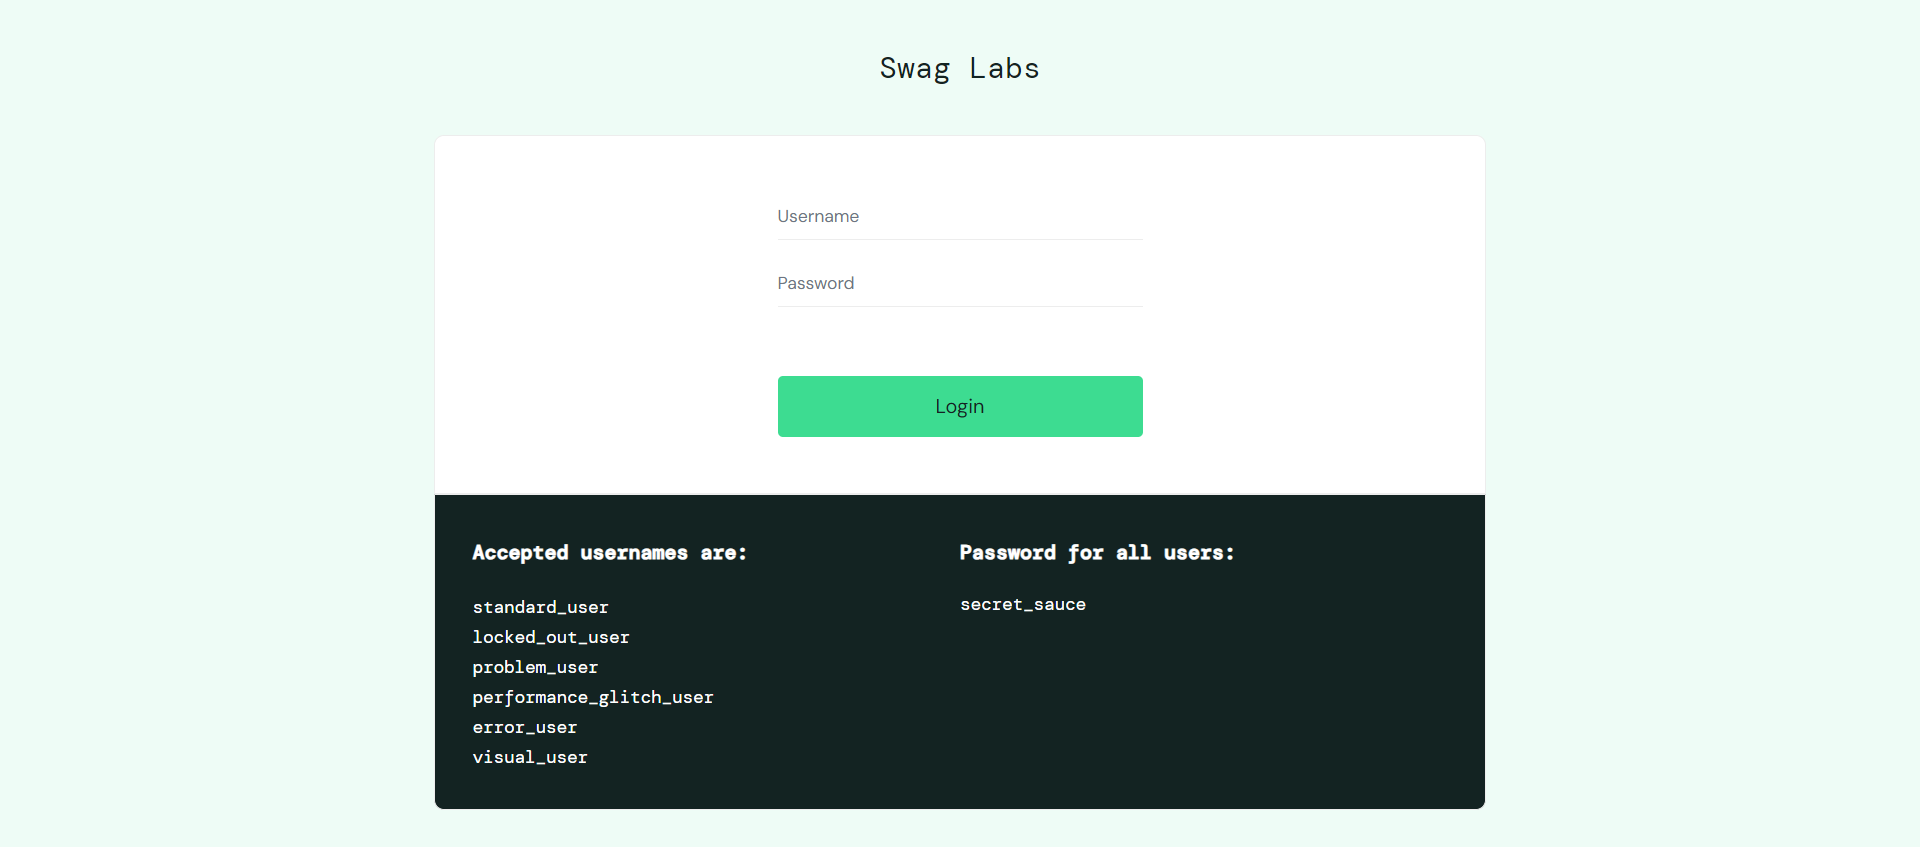 Swag Labs
Username
Password
Login
Accepted usernames are:
standard_user
locked_out_user
problem_user
performance_glitch_user
error_user
visual_user
Password for all users:
secret_sauce